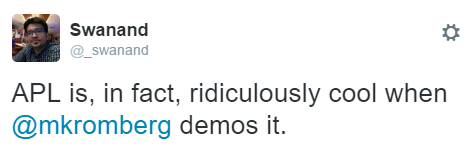 Swanand
@_swanand
APL is, in fact, ridiculously cool when
@mkromberg demos it.